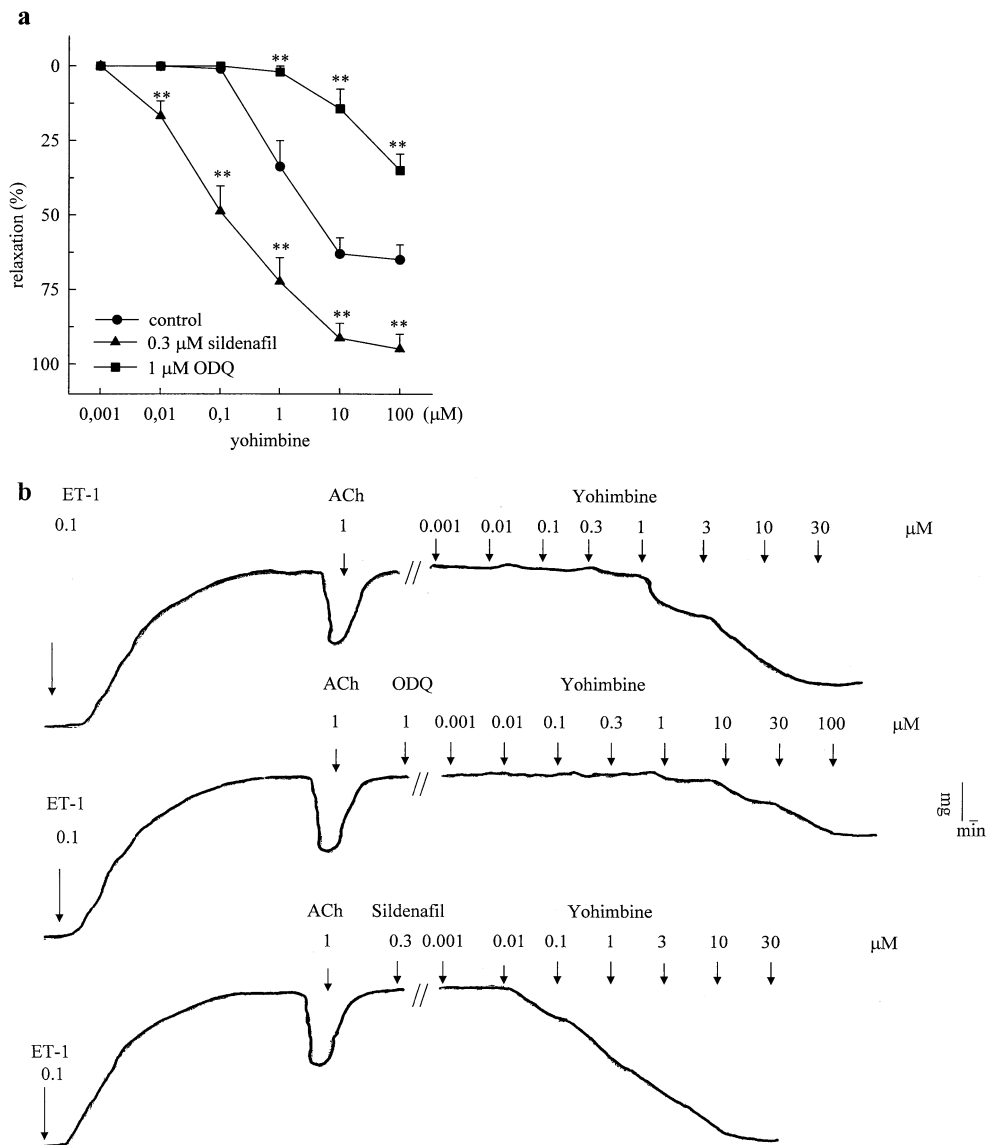 a
**
**
**
**
**
**
**
**
0
25
50
75
100
relaxation (%)
control
0.3 μM sildenafil
1 μM ODQ
0,001 0,01 0,1 1 10 100 (μM)
yohimbine
b
ET-1 ACh Yohimbine
0.1 1 0.001 0.01 0.1 0.3 1 3 10 30 μM
//
ACh ODQ Yohimbine
1 1 0.001 0.01 0.1 0.3 1 10 30 100 μM
//
ET-1
0.1
mg
min
ACh Sildenafil Yohimbine
1 0.3 0.001 0.01 0.1 1 3 10 30 μM
//
ET-1
0.1